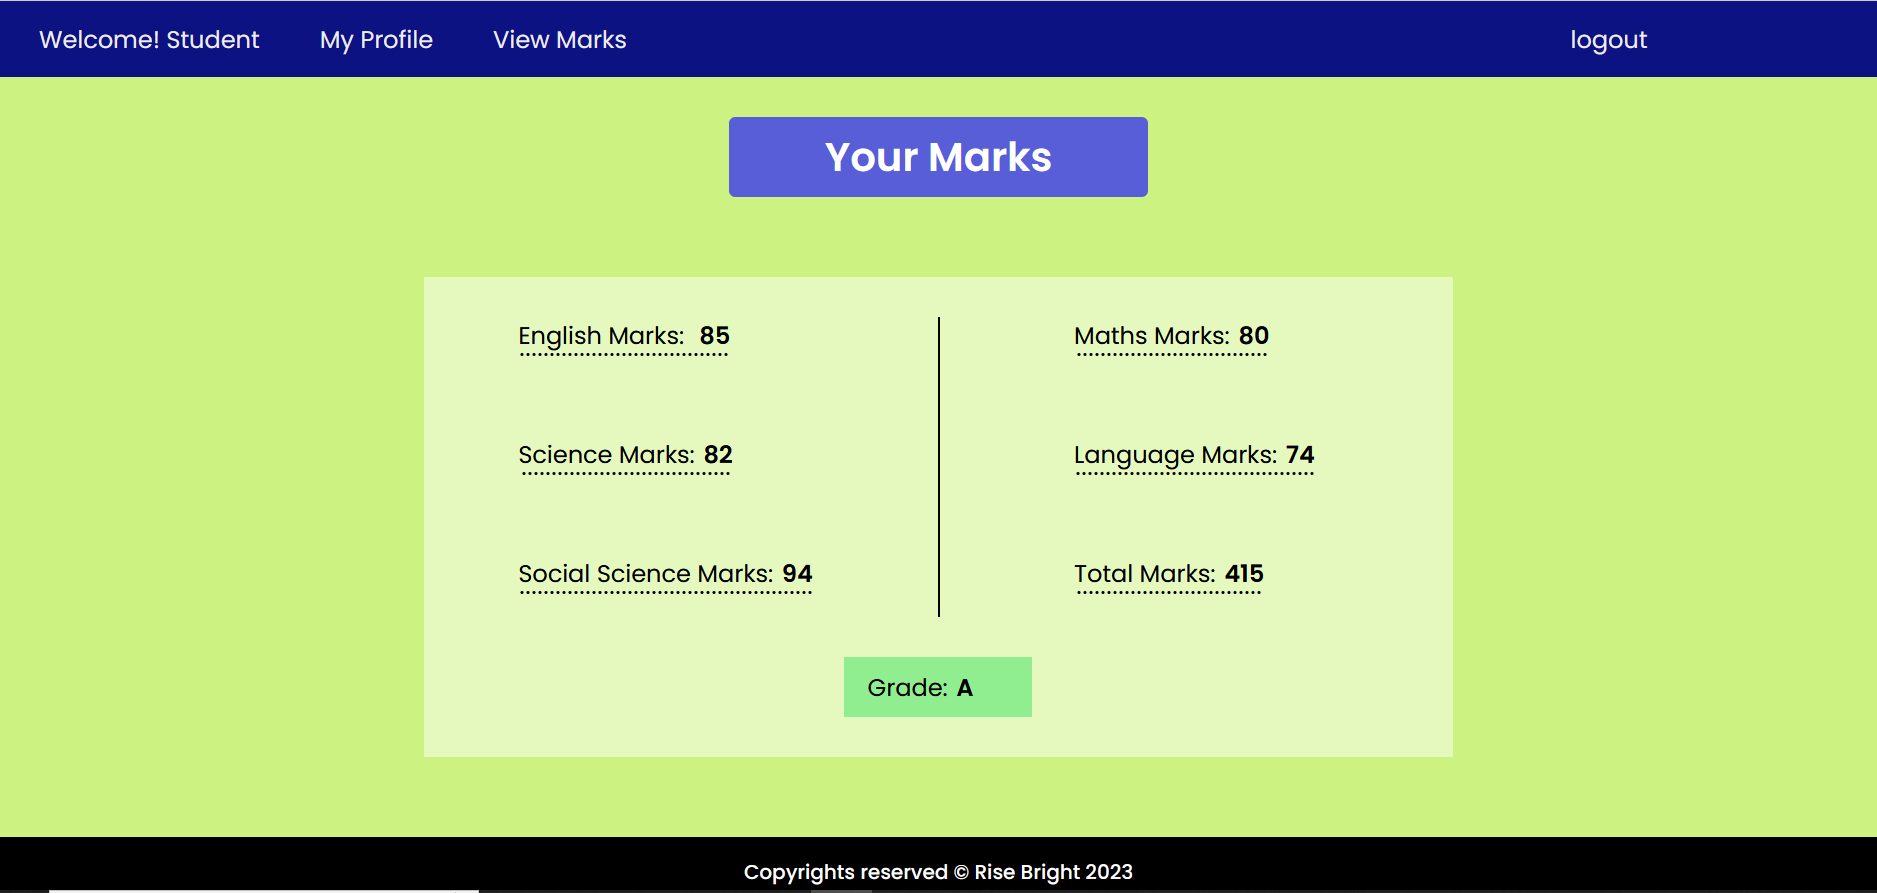 Welcome! Student My Profile View Marks logout
Your Marks
English Marks: 85 Maths Marks: 80
Science Marks: 82 Language Marks: 74
Social Science Marks: 94 Total Marks: 415
Grade: A
Copyrights reserved © Rise Bright 2023